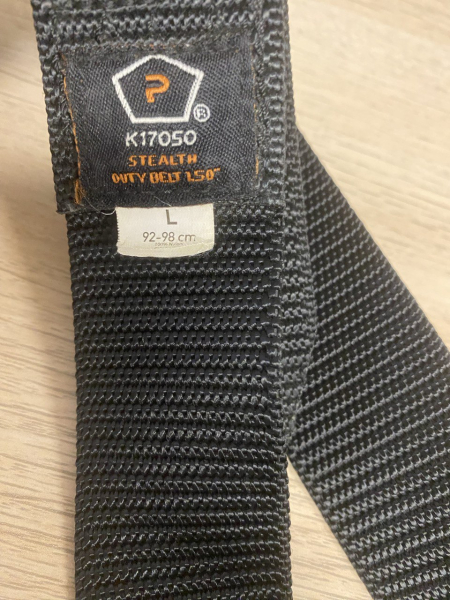 P
®
K17050
STEALTH
DUTY BELT 1.50"
L
92-98 cm